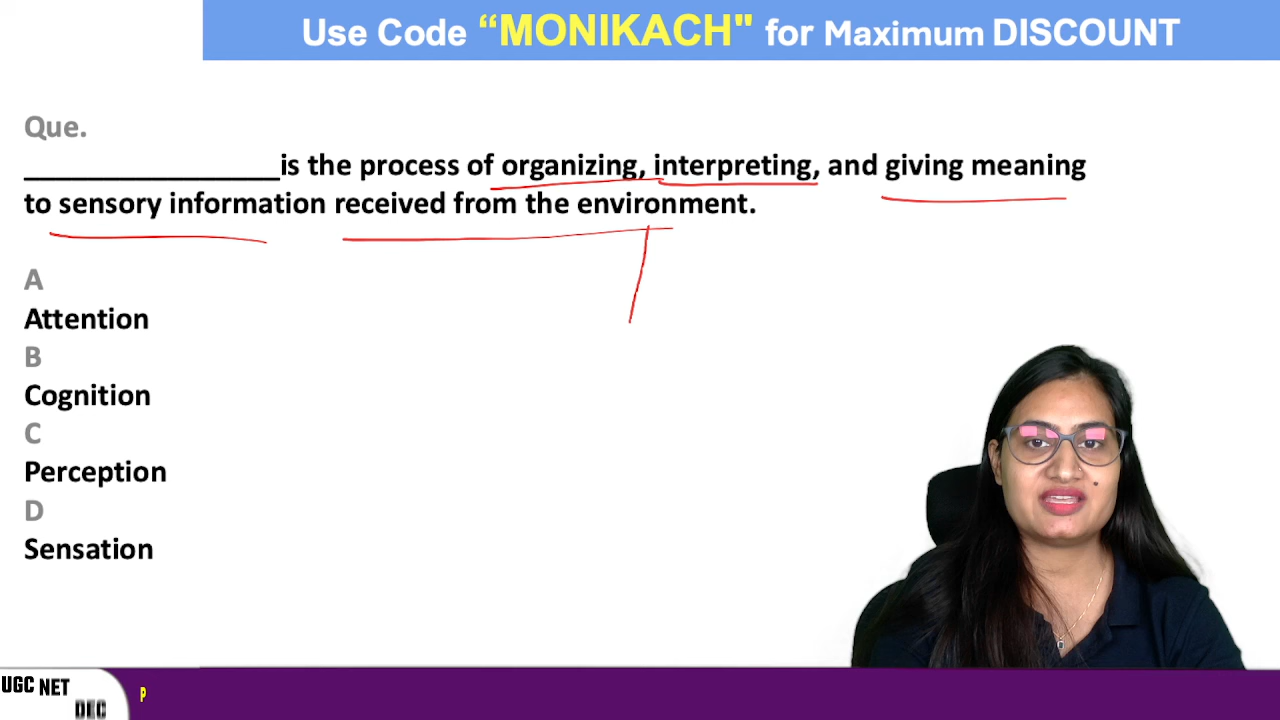 Use Code “MONIKACH" for Maximum DISCOUNT
Que.
________________is the process of organizing, interpreting, and giving meaning
to sensory information received from the environment.
A
Attention
B
Cognition
C
Perception
D
Sensation
UGC NET
DEC
P